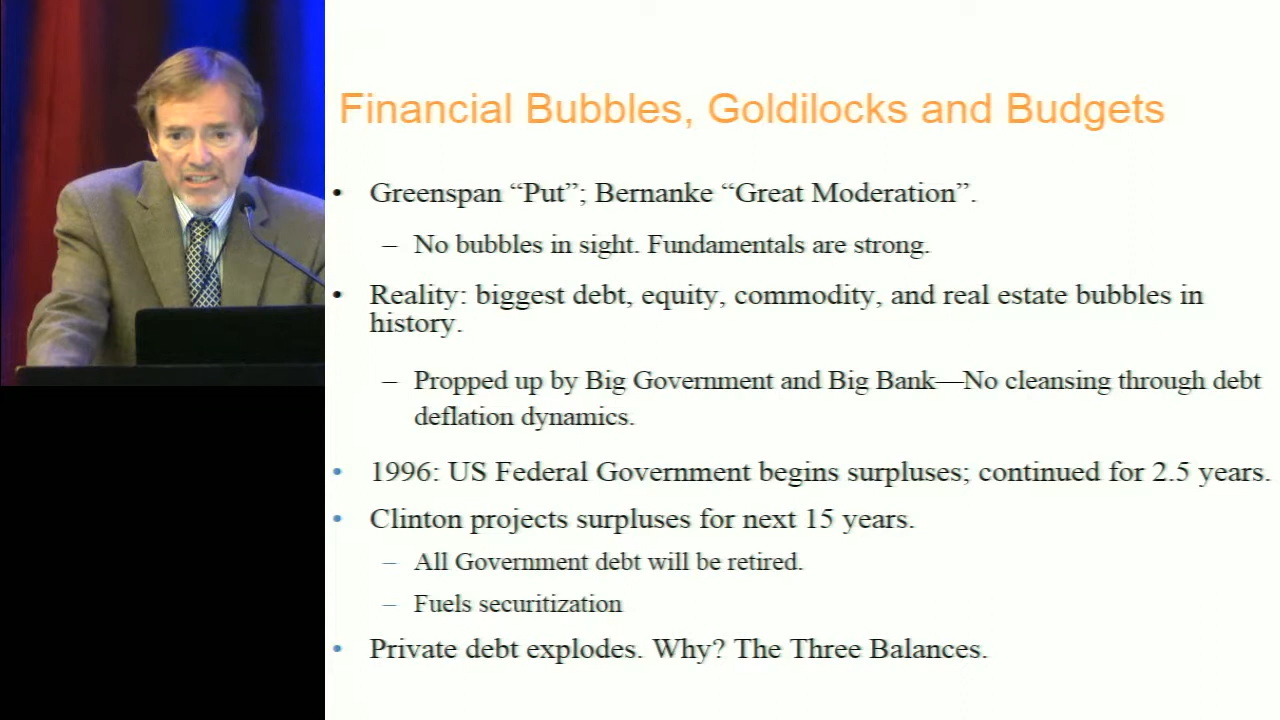 Financial Bubbles, Goldilocks and Budgets
• Greenspan “Put”; Bernanke “Great Moderation”.
– No bubbles in sight. Fundamentals are strong.
• Reality: biggest debt, equity, commodity, and real estate bubbles in
history.
– Propped up by Big Government and Big Bank—No cleansing through debt
deflation dynamics.
• 1996: US Federal Government begins surpluses; continued for 2.5 years.
• Clinton projects surpluses for next 15 years.
– All Government debt will be retired.
– Fuels securitization
• Private debt explodes. Why? The Three Balances.